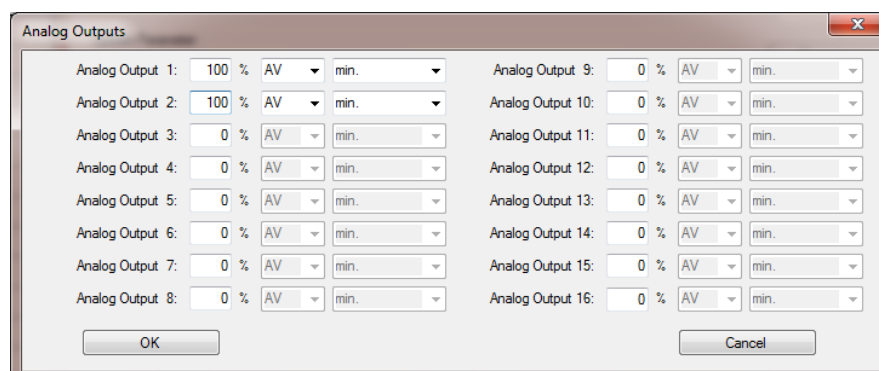 Analog Outputs
Analog Output 1: 100 % AV min. Analog Output 9: 0 % AV min.
Analog Output 2: 100 % AV min. Analog Output 10: 0 % AV min.
Analog Output 3: 0 % AV min. Analog Output 11: 0 % AV min.
Analog Output 4: 0 % AV min. Analog Output 12: 0 % AV min.
Analog Output 5: 0 % AV min. Analog Output 13: 0 % AV min.
Analog Output 6: 0 % AV min. Analog Output 14: 0 % AV min.
Analog Output 7: 0 % AV min. Analog Output 15: 0 % AV min.
Analog Output 8: 0 % AV min. Analog Output 16: 0 % AV min.
OK Cancel